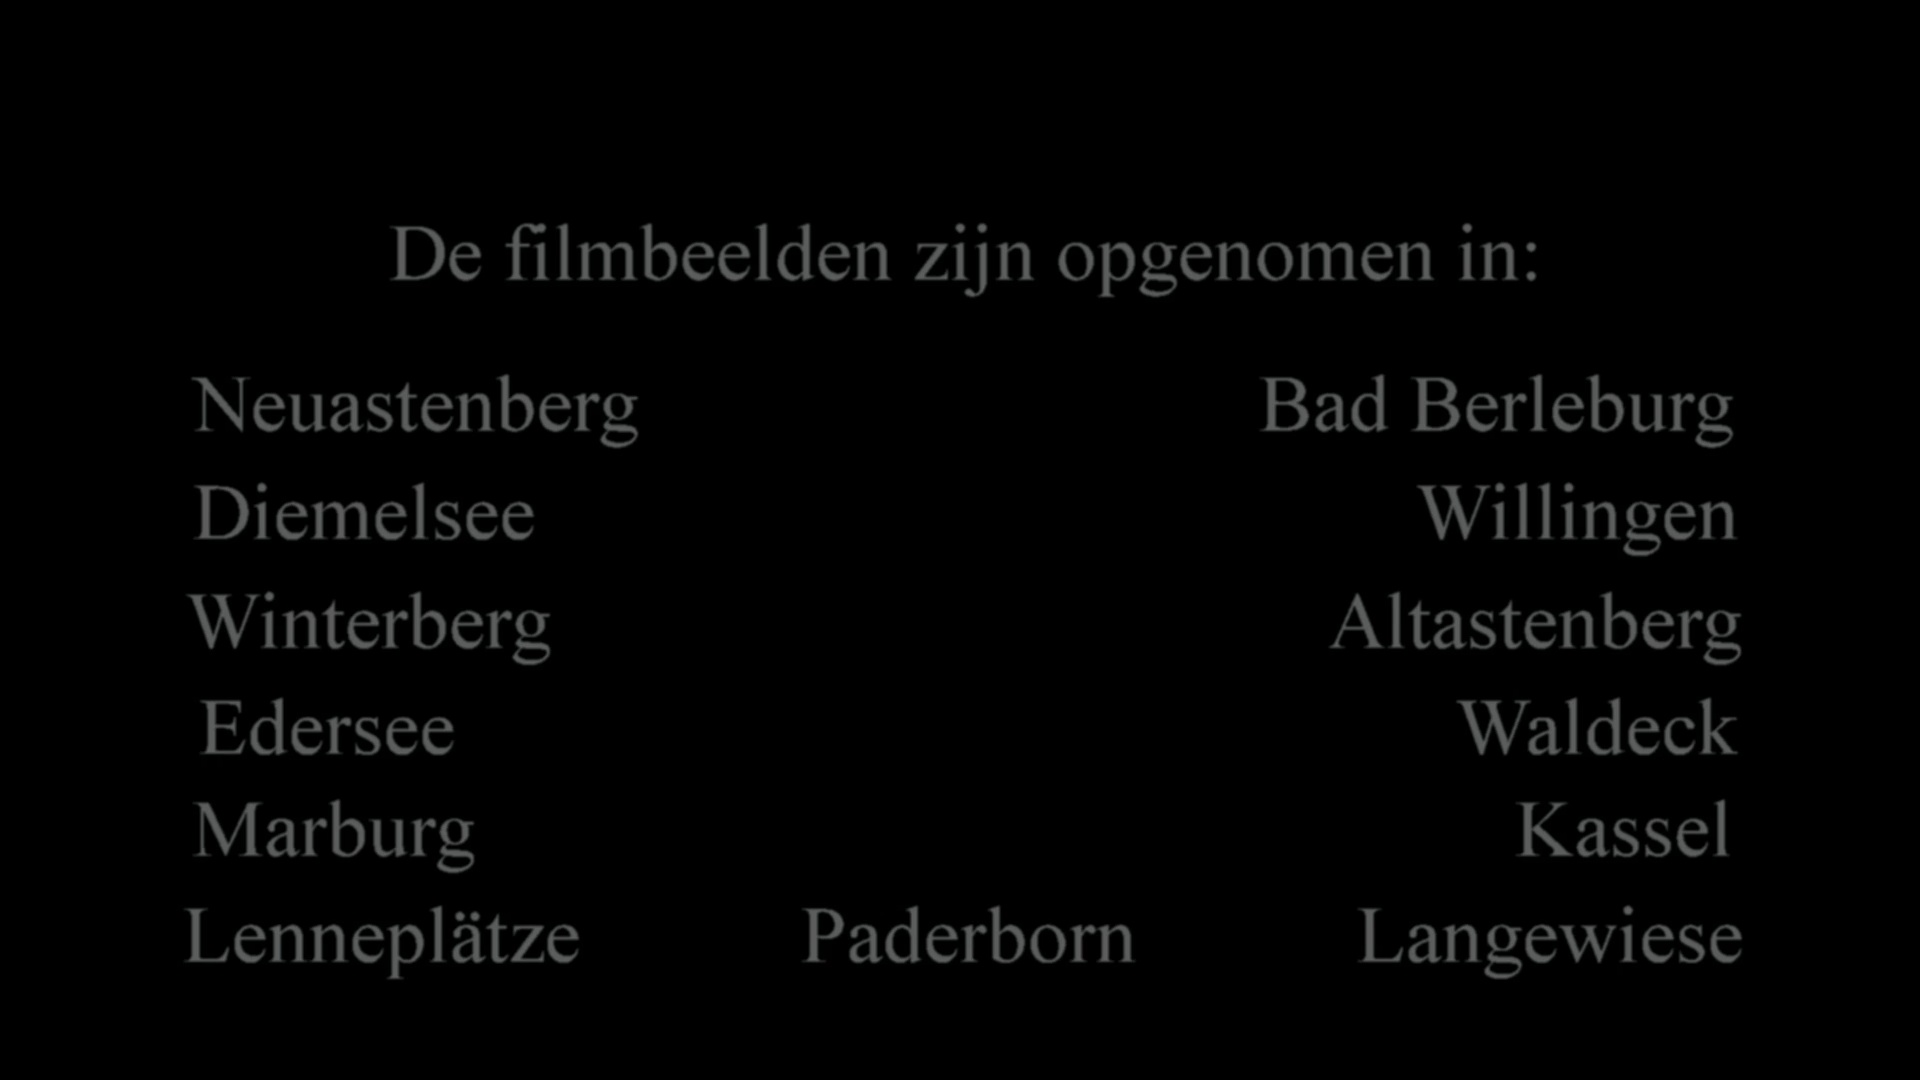 De filmbeelden zijn opgenomen in:
Neuastenberg Bad Berleburg
Diemelsee Willingen
Winterberg Altastenberg
Edersee Waldeck
Marburg Kassel
Lenneplätze Paderborn Langewiese